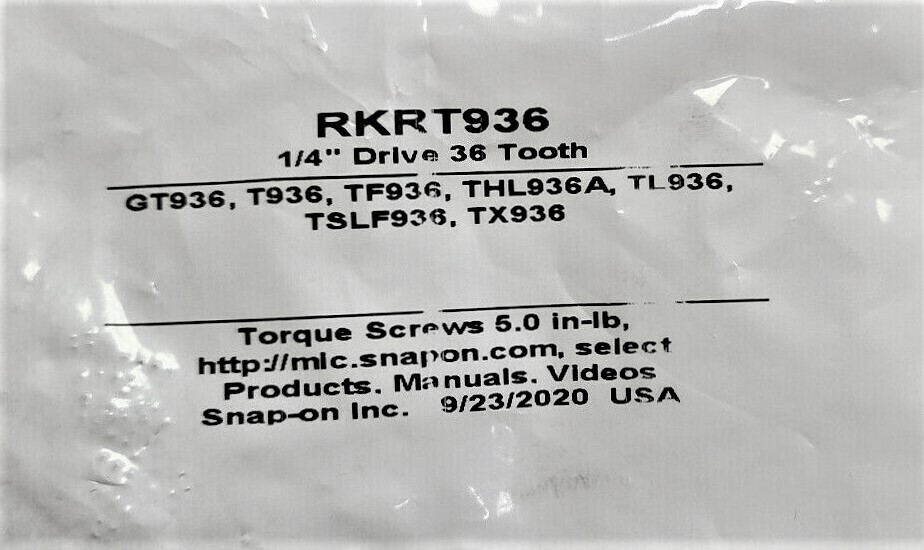 RKRT936
1/4" Drive 36 Tooth
GT936, T936, TF936, THL936A, TL936,
TSLF936, TX936
Torque Screws 5.0 in-lb,
http://mlc.snapon.com, select
Products. Manuals. Videos
Snap-on Inc. 9/23/2020 USA